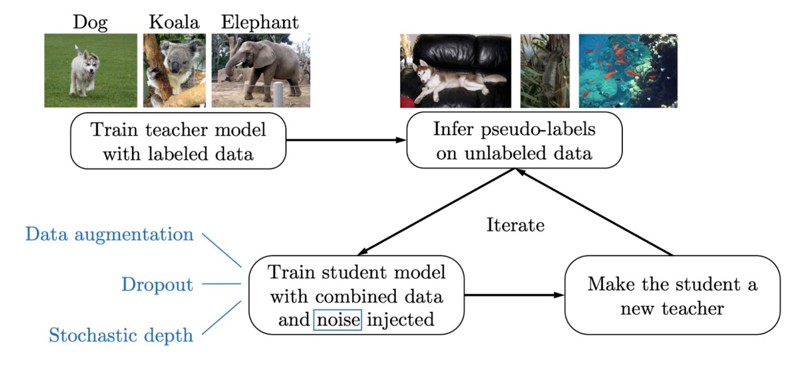 Dog
Koala
Elephant
Train teacher model
with labeled data
Infer pseudo-labels
on unlabeled data
Iterate
Data augmentation
Dropout
Stochastic depth
Train student model
with combined data
and noise injected
Make the student a
new teacher